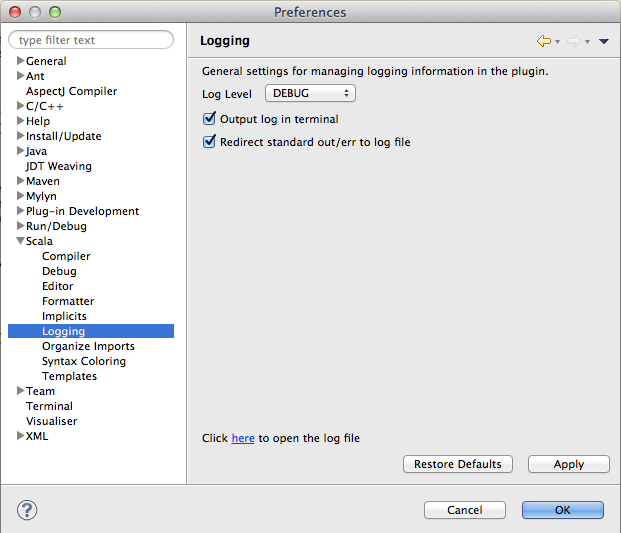 Preferences
type filter text
General
Ant
AspectJ Compiler
C/C++
Help
Install/Update
Java
JDT Weaving
Maven
Mylyn
Plug-in Development
Run/Debug
Scala
Compiler
Debug
Editor
Formatter
Implicits
Logging
Organize Imports
Syntax Coloring
Templates
Team
Terminal
Visualiser
XML
Logging
General settings for managing logging information in the plugin.
Log Level DEBUG
Output log in terminal
Redirect standard out/err to log file
Click here to open the log file
Restore Defaults Apply
? Cancel OK